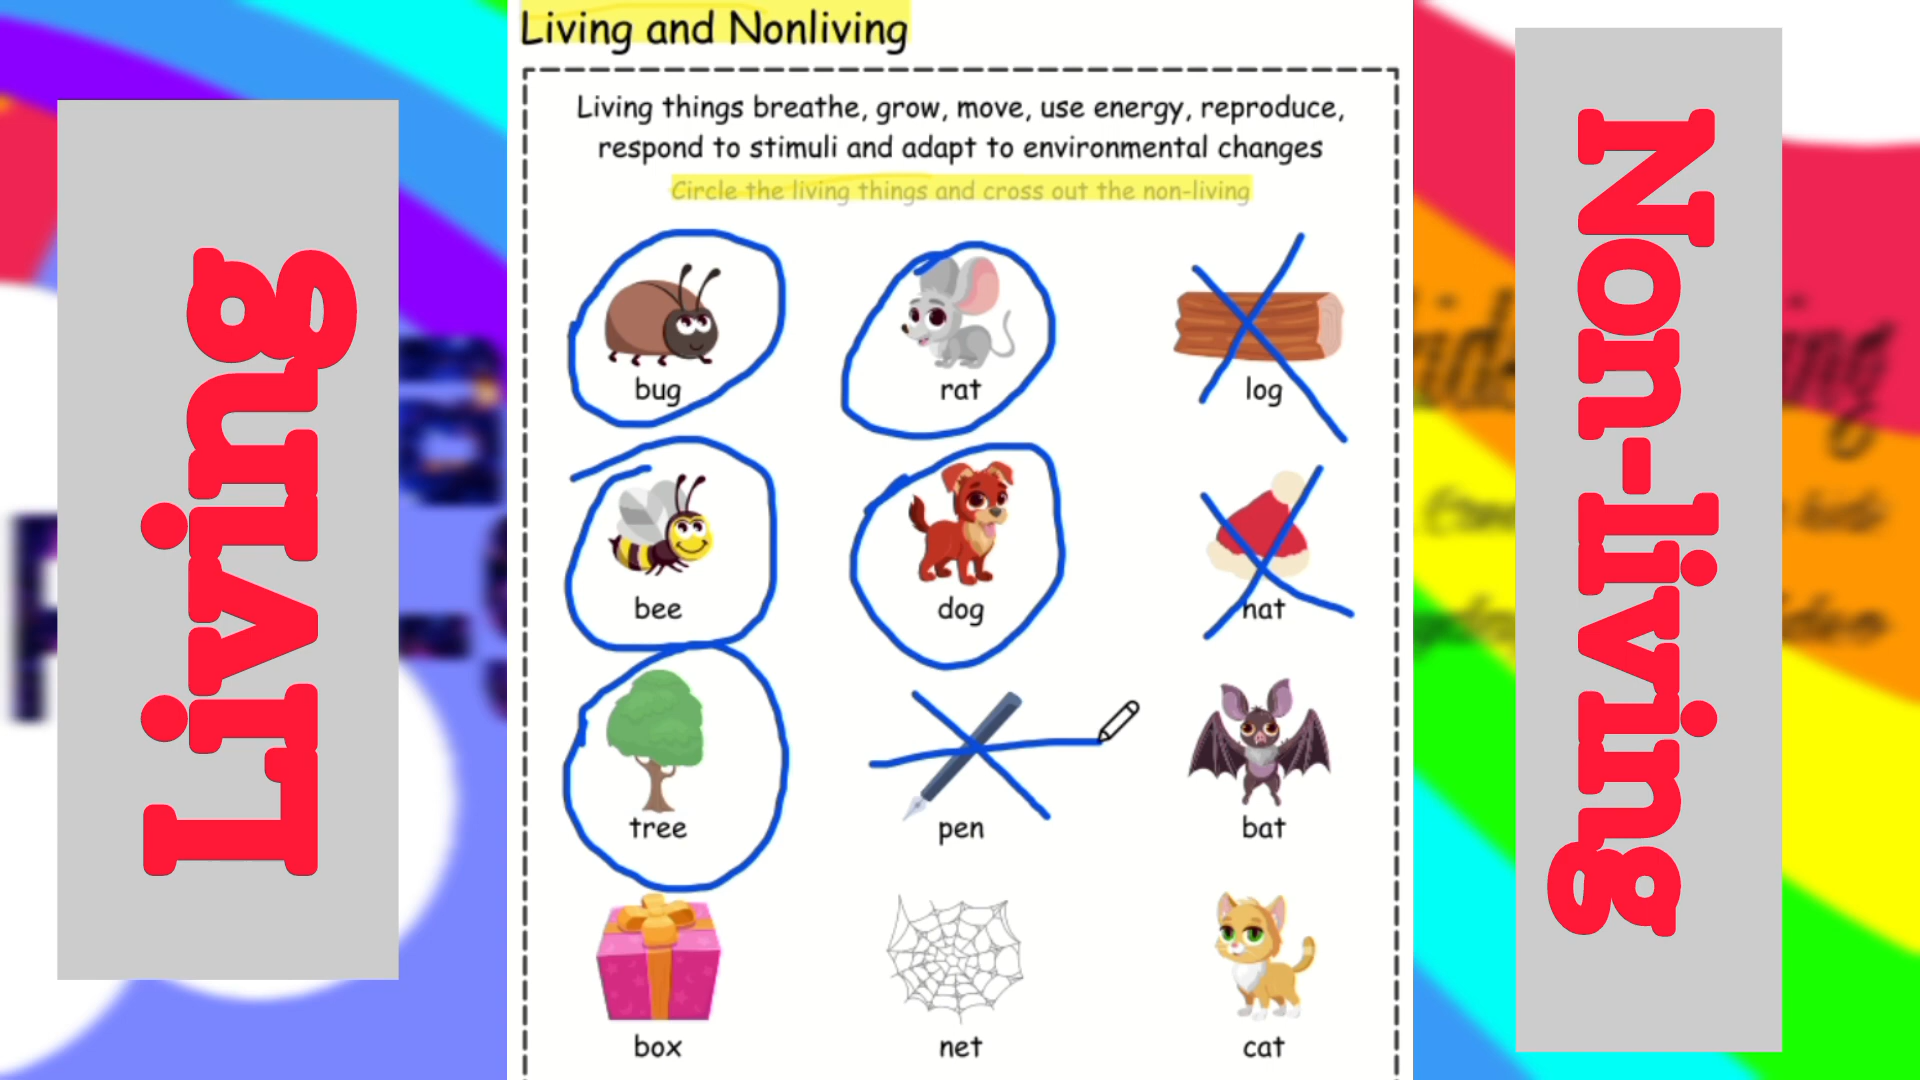 Living
Living and Nonliving
Living things breathe, grow, move, use energy, reproduce,
respond to stimuli and adapt to environmental changes
Circle the living things and cross out the non-living
bug rat log
bee dog hat
tree pen bat
box net cat
Non-living